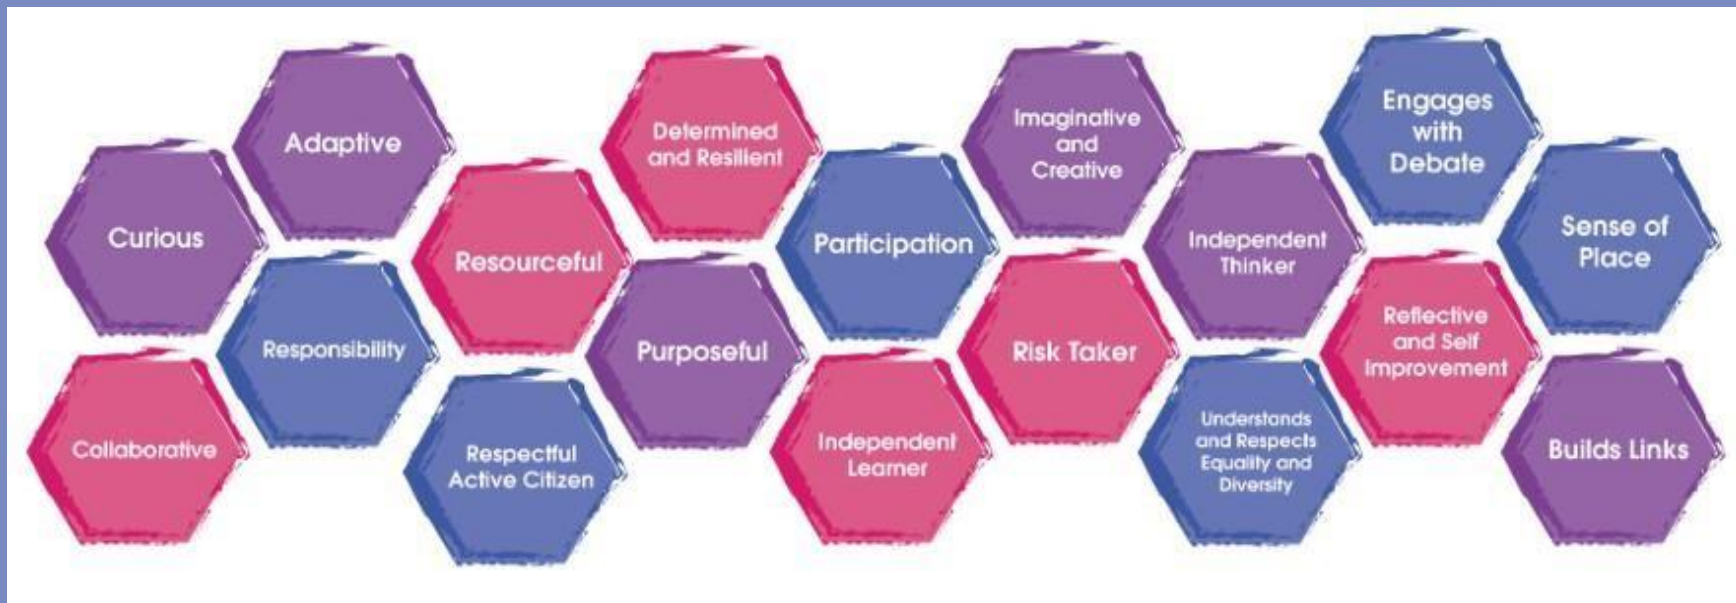 Curious
Adaptive
Collaborative
Responsibility
Resourceful
Respectful
Active Citizen
Determined
and Resilient
Purposeful
Participation
Independent
Learner
Imaginative
and
Creative
Risk Taker
Independent
Thinker
Understands
and Respects
Equality and
Diversity
Engages
with
Debate
Reflective
and Self
Improvement
Sense of
Place
Builds Links